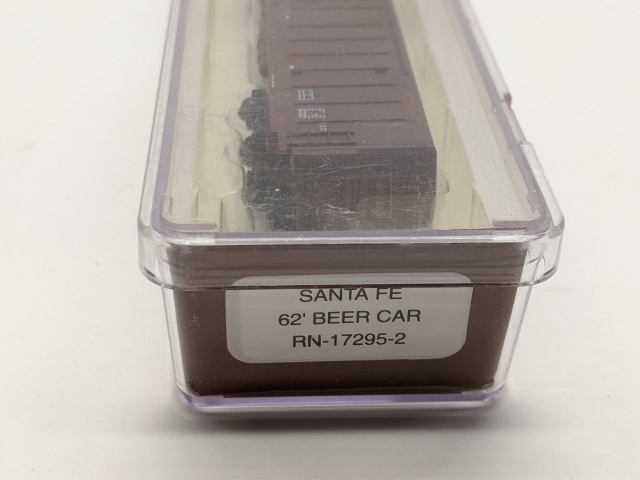 SANTA FE
62' BEER CAR
RN-17295-2